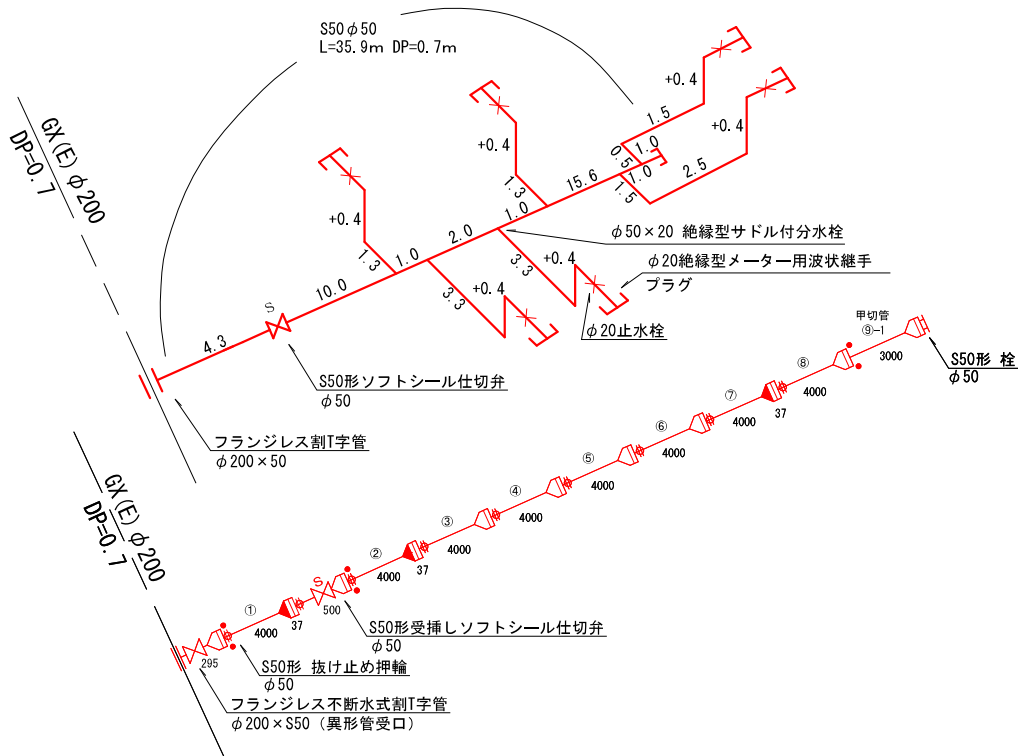 S50φ50
L=35.9m DP=0.7m
GX(E)φ200
DP=0.7
+0.4
1.5
+0.4
+0.4
1.0
0.5
+0.4
1.0
2.5
1.5
15.6
1.3
1.0
+0.4
2.0
1.0
1.3
10.0
S
4.3
3.3
+0.4
3.3
+0.4
φ50×20 絶縁型サドル付分水栓
φ20絶縁型メーター用波状継手
プラグ
φ20止水栓
S50形ソフトシール仕切弁
φ50
フランジレス割T字管
φ200×50
甲切管
⑨-1
3000
S50形 栓
φ50
⑧
4000
37
⑦
4000
⑥
4000
⑤
4000
④
4000
③
4000
37
②
4000
S
500
①
4000
37
295
GX(E)φ200
DP=0.7
S50形受挿しソフトシール仕切弁
φ50
S50形 抜け止め押輪
φ50
フランジレス不断水式割T字管
φ200×S50（異形管受口）